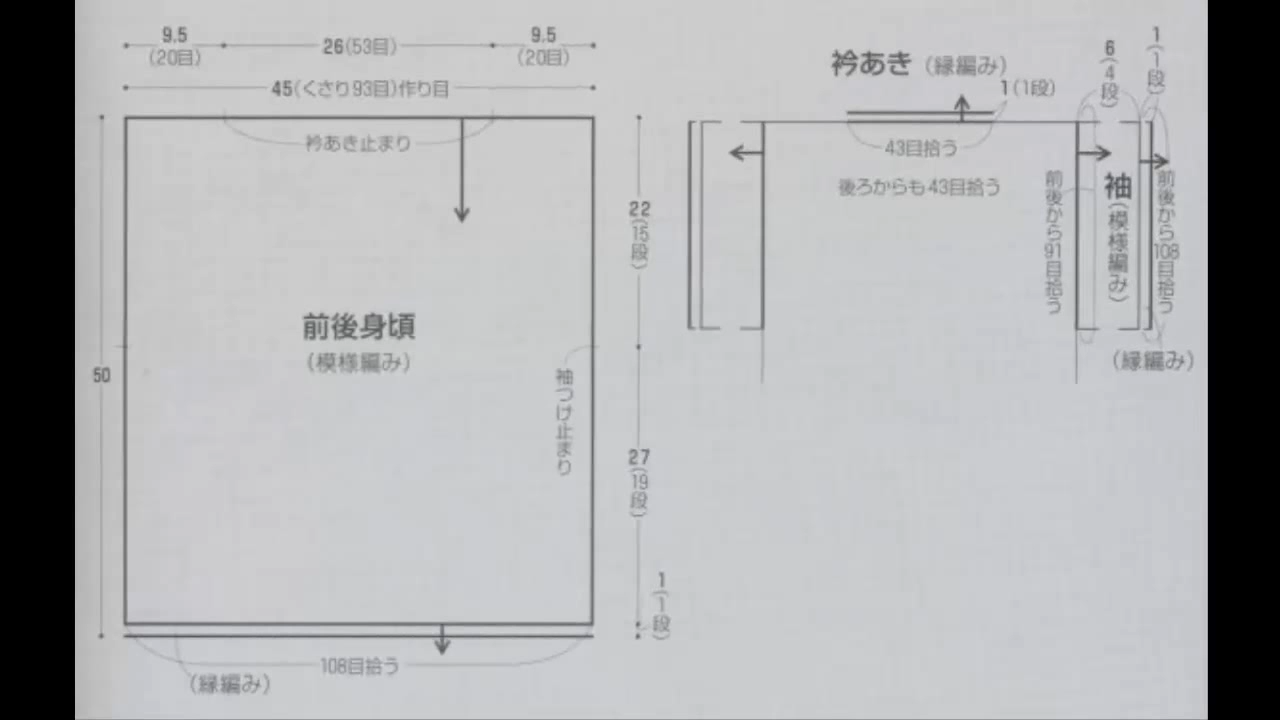 9.5
(20目)
26(53目)
9.5
(20目)
45(くさり93目)作り目
衿あき止まり
前後身頃
(模様編み)
袖つけ止まり
50
22
(15段)
27
(19段)
1
(1段)
108目拾う
(縁編み)
衿あき(縁編み)
1(1段)
43目拾う
後ろからも43目拾う
6
(4段)
1
(1段)
前後から91目拾う
袖(模様編み)
前後から108目拾う
(縁編み)